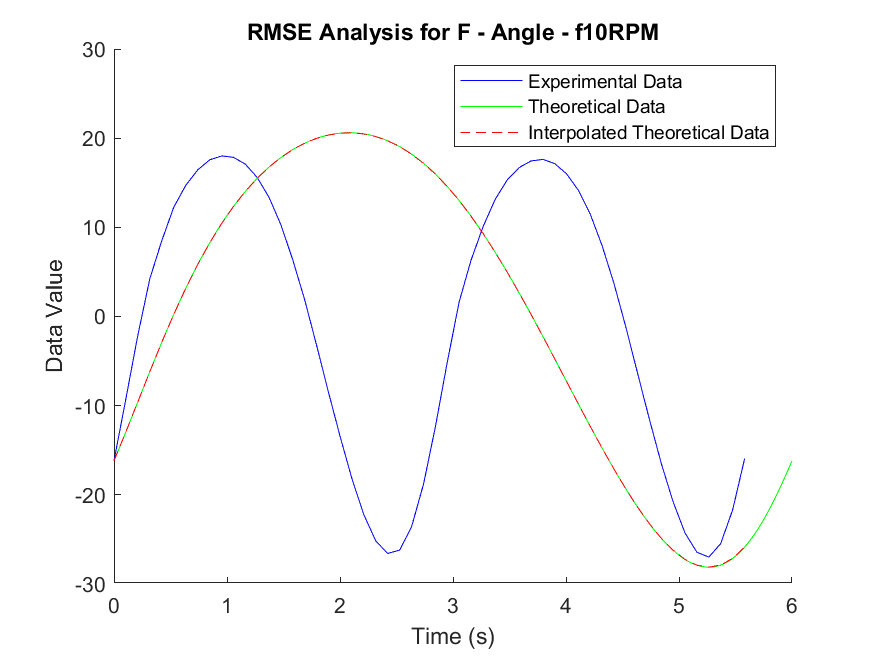 RMSE Analysis for F - Angle - f10RPM
Experimental Data
Theoretical Data
Interpolated Theoretical Data
Data Value
30
20
10
0
-10
-20
-30
0 1 2 3 4 5 6
Time (s)